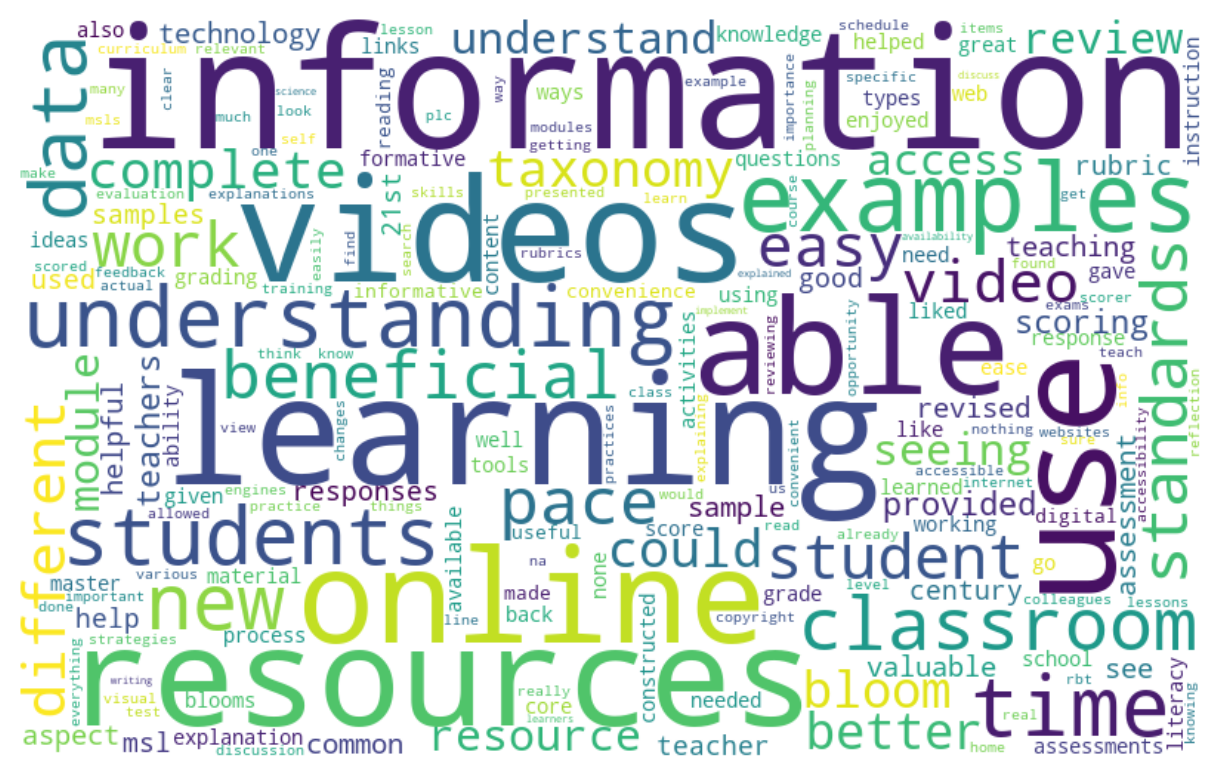 also
technology
lesson
links
understand
knowledge
schedule
helped
items
great
review
curriculum
relevant
information
data
many
clear
science
look
much
msls
self
reading
plc
way
example
ways
modules
getting
importance
specific
types
enjoyed
planning
web
discuss
instruction
make
complete
one
formative
taxonomy
questions
access
rubric
evaluation
explanations
21st
skills
presented
learn
videos
examples
course
get
samples
ideas
work
find
easily
search
content
rubrics
easy
availability
need
teaching
scored
feedback
used
actual
grading
training
informative
convenience
explained
using
good
video
found
gave
exams
scorer
standards
understanding
implement
able
liked
scoring
response
reviewing
opportunity
teach
think
know
beneficial
activities
class
ease
use
info
reflection
different
module
helpful
teachers
ability
view
learning
changes
well
tools
practices
explaining
revised
like
nothing
websites
sure
seeing
accessible
accessibility
given
engines
practice
responses
things
pace
would
us
sample
convenient
learned
internet
provided
digital
assessment
allowed
students
useful
score
read
already
working
available
could
student
master
important
done
various
material
new
online
na
none
made
back
grade
level
century
go
colleagues
lessons
help
strategies
process
line
copyright
classroom
resources
constructed
everything
writing
visual
test
blooms
really
core
learners
needed
valuable
bloom
see
school
rbt
real
time
literacy
knowing
aspect
msl
explanation
discussion
common
resource
teacher
better
home
assessments